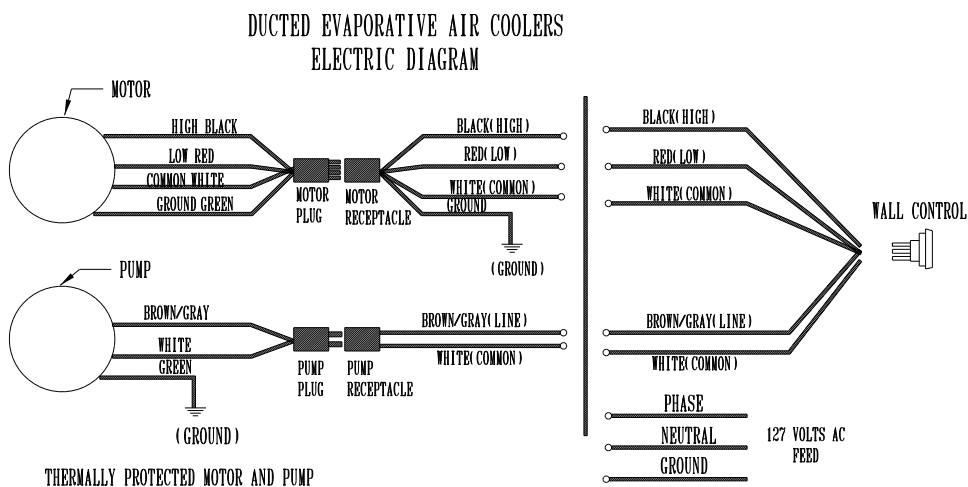 DUCTED EVAPORATIVE AIR COOLERS
ELECTRIC DIAGRAM
MOTOR
HIGH BLACK
LOW RED
COMMON WHITE
GROUND GREEN
MOTOR
PLUG
MOTOR
RECEPTACLE
BLACK(HIGH)
RED(LOW)
WHITE(COMMON)
GROUND
(GROUND)
BLACK(HIGH)
RED(LOW)
WHITE(COMMON)
WALL CONTROL
PUMP
BROWN/GRAY
WHITE
GREEN
(GROUND)
PUMP
PLUG
PUMP
RECEPTACLE
BROWN/GRAY(LINE)
WHITE(COMMON)
BROWN/GRAY(LINE)
WHITE(COMMON)
PHASE
NEUTRAL
GROUND
127 VOLTS AC
FEED
THERMALLY PROTECTED MOTOR AND PUMP